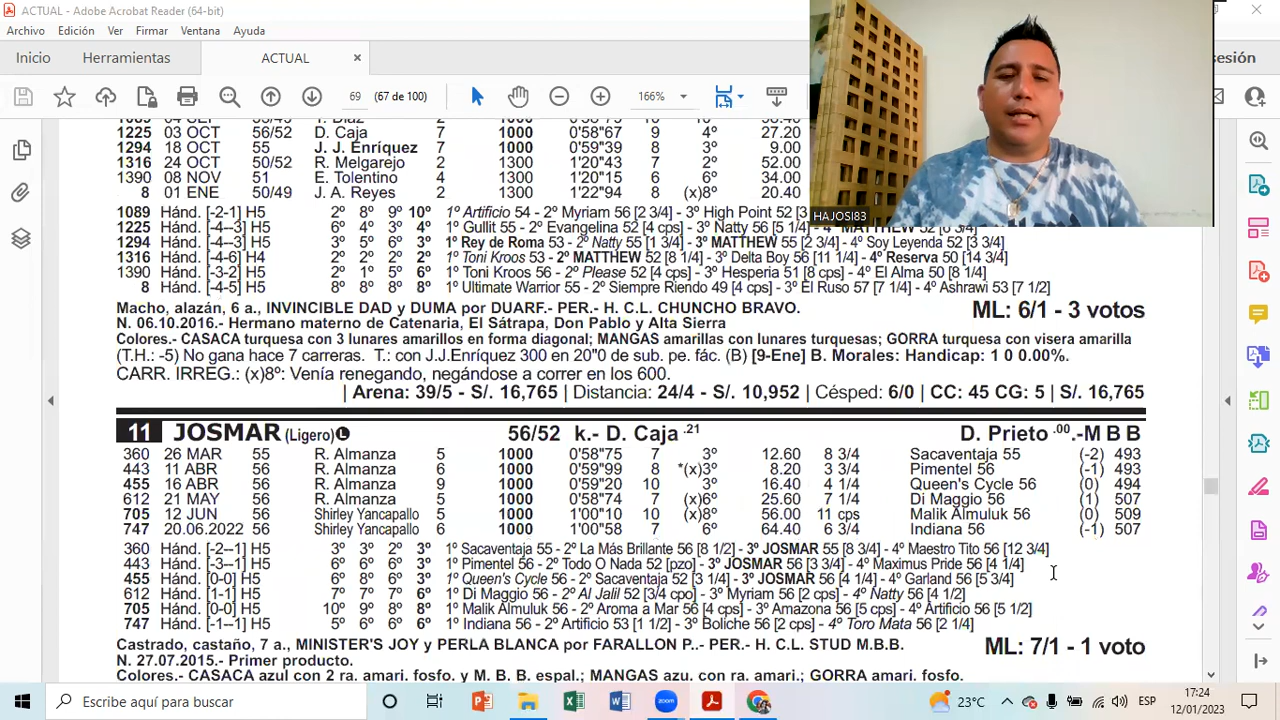 ACTUAL - Adobe Acrobat Reader (64-bit)
Archivo Edición Ver Firmar Ventana Ayuda
Inicio Herramientas ACTUAL × sesión
69 (67 de 100) 166%
HAJOSI83
1225 03 OCT 56/52 D. Caja 7 1000 0'58"67 9 4º 27.20
1294 18 OCT 55 J. J. Enríquez 7 1000 0'59"39 8 3º 9.00
1316 24 OCT 50/52 R. Melgarejo 2 1300 1'20"43 7 2º 52.00
1390 08 NOV 51 E. Tolentino 4 1300 1'20"15 6 6º 34.00
8 01 ENE 50/49 J. A. Reyes 2 1300 1'22"94 8 (x)8º 20.40
1089 Hánd. [-2-1] H5 2º 8º 9º 10º 1º Artificio 54 - 2º Myriam 56 [2 3/4] - 3º High Point 52 [3
1225 Hánd. [-4--3] H5 6º 4º 3º 4º 1º Gullit 55 - 2º Evangelina 52 [4 cps] - 3º Natty 56 [5 1/4] - 4º MATTHEW 52 [6 3/4]
1294 Hánd. [-4--3] H5 3º 5º 6º 3º 1º Rey de Roma 53 - 2º Natty 55 [1 3/4] - 3º MATTHEW 55 [2 3/4] - 4º Soy Leyenda 52 [3 3/4]
1316 Hánd. [-4-6] H4 2º 2º 2º 2º 1º Toni Kroos 53 - 2º MATTHEW 52 [8 1/4] - 3º Delta Boy 56 [11 1/4] - 4º Reserva 50 [14 3/4]
1390 Hánd. [-3-2] H5 2º 1º 5º 6º 1º Toni Kroos 56 - 2º Please 52 [4 cps] - 3º Hesperia 51 [8 cps] - 4º El Alma 50 [8 1/4]
8 Hánd. [-4-5] H5 8º 8º 8º 8º 1º Ultimate Warrior 55 - 2º Siempre Riendo 49 [4 cps] - 3º El Ruso 57 [7 1/4] - 4º Ashrawi 53 [7 1/2]
Macho, alazán, 6 a., INVINCIBLE DAD y DUMA por DUARF.- PER.- H. C.L. CHUNCHO BRAVO. ML: 6/1 - 3 votos
N. 06.10.2016.- Hermano materno de Catenaria, El Sátrapa, Don Pablo y Alta Sierra
Colores.- CASACA turquesa con 3 lunares amarillos en forma diagonal; MANGAS amarillas con lunares turquesas; GORRA turquesa con visera amarilla
(T.H.: -5) No gana hace 7 carreras. T.: con J.J.Enríquez 300 en 20"0 de sub. pe. fác. (B) [9-Ene] B. Morales: Handicap: 1 0 0.00%.
CARR. IRREG.: (x)8º: Venía renegando, negándose a correr en los 600.
| Arena: 39/5 - S/. 16,765 | Distancia: 24/4 - S/. 10,952 | Césped: 6/0 | CC: 45 CG: 5 | S/. 16,765
11 JOSMAR (Ligero) L 56/52 k.- D. Caja .21 D. Prieto .00.-M B B
360 26 MAR 55 R. Almanza 5 1000 0'58"75 7 3º 12.60 8 3/4 Sacaventaja 55 (-2) 493
443 11 ABR 56 R. Almanza 6 1000 0'59"99 8 *(x)3º 8.20 3 3/4 Pimentel 56 (-1) 493
455 16 ABR 56 R. Almanza 9 1000 0'59"20 10 3º 16.40 4 1/4 Queen's Cycle 56 (0) 494
612 21 MAY 56 R. Almanza 5 1000 0'58"74 7 (x)6º 25.60 7 1/4 Di Maggio 56 (1) 507
705 12 JUN 56 Shirley Yancapallo 5 1000 1'00"10 10 (x)8º 56.00 11 cps Malik Almuluk 56 (0) 509
747 20.06.2022 56 Shirley Yancapallo 6 1000 1'00"58 7 6º 64.40 6 3/4 Indiana 56 (-1) 507
360 Hánd. [-2--1] H5 3º 3º 2º 3º 1º Sacaventaja 55 - 2º La Más Brillante 56 [8 1/2] - 3º JOSMAR 55 [8 3/4] - 4º Maestro Tito 56 [12 3/4]
443 Hánd. [-3--1] H5 6º 3º 2º 3º 1º Pimentel 56 - 2º Todo O Nada 52 [pzo] - 3º JOSMAR 56 [3 3/4] - 4º Maximus Pride 56 [4 1/4]
455 Hánd. [0-0] H5 6º 8º 6º 3º 1º Queen's Cycle 56 - 2º Sacaventaja 52 [3 1/4] - 3º JOSMAR 56 [4 1/4] - 4º Garland 56 [5 3/4]
612 Hánd. [1-1] H5 7º 7º 7º 6º 1º Di Maggio 56 - 2º Al Jalil 52 [3/4 cpo] - 3º Myriam 56 [2 cps] - 4º Natty 56 [4 1/2]
705 Hánd. [0-0] H5 10º 9º 8º 8º 1º Malik Almuluk 56 - 2º Aroma a Mar 56 [4 cps] - 3º Amazona 56 [5 cps] - 4º Artificio 56 [5 1/2]
747 Hánd. [-1--1] H5 5º 6º 6º 6º 1º Indiana 56 - 2º Artificio 53 [1 1/2] - 3º Boliche 56 [2 cps] - 4º Toro Mata 56 [2 1/4]
Castrado, castaño, 7 a., MINISTER'S JOY y PERLA BLANCA por FARALLON P..- PER.- H. C.L. STUD M.B.B. ML: 7/1 - 1 voto
N. 27.07.2015.- Primer producto.
Colores.- CASACA azul con 2 ra. amari. fosfo. y M. B. B. espal.; MANGAS azu. con ra. amari.; GORRA amari. fosfo.
Escribe aquí para buscar
zoom
23°C ESP 17:24
12/01/2023